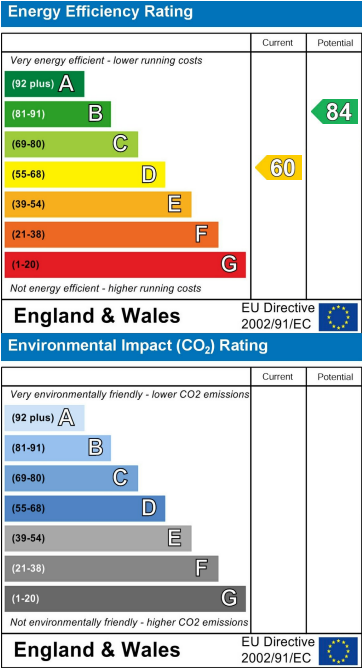 Energy Efficiency Rating
Current Potential
Very energy efficient - lower running costs
(92 plus) A
(81-91) B
84
(69-80) C
(55-68) D
60
(39-54) E
(21-38) F
(1-20) G
Not energy efficient - higher running costs
England & Wales
EU Directive
2002/91/EC
Environmental Impact (CO₂) Rating
Current Potential
Very environmentally friendly - lower CO2 emissions
(92 plus) A
(81-91) B
(69-80) C
(55-68) D
(39-54) E
(21-38) F
(1-20) G
Not environmentally friendly - higher CO2 emissions
England & Wales
EU Directive
2002/91/EC